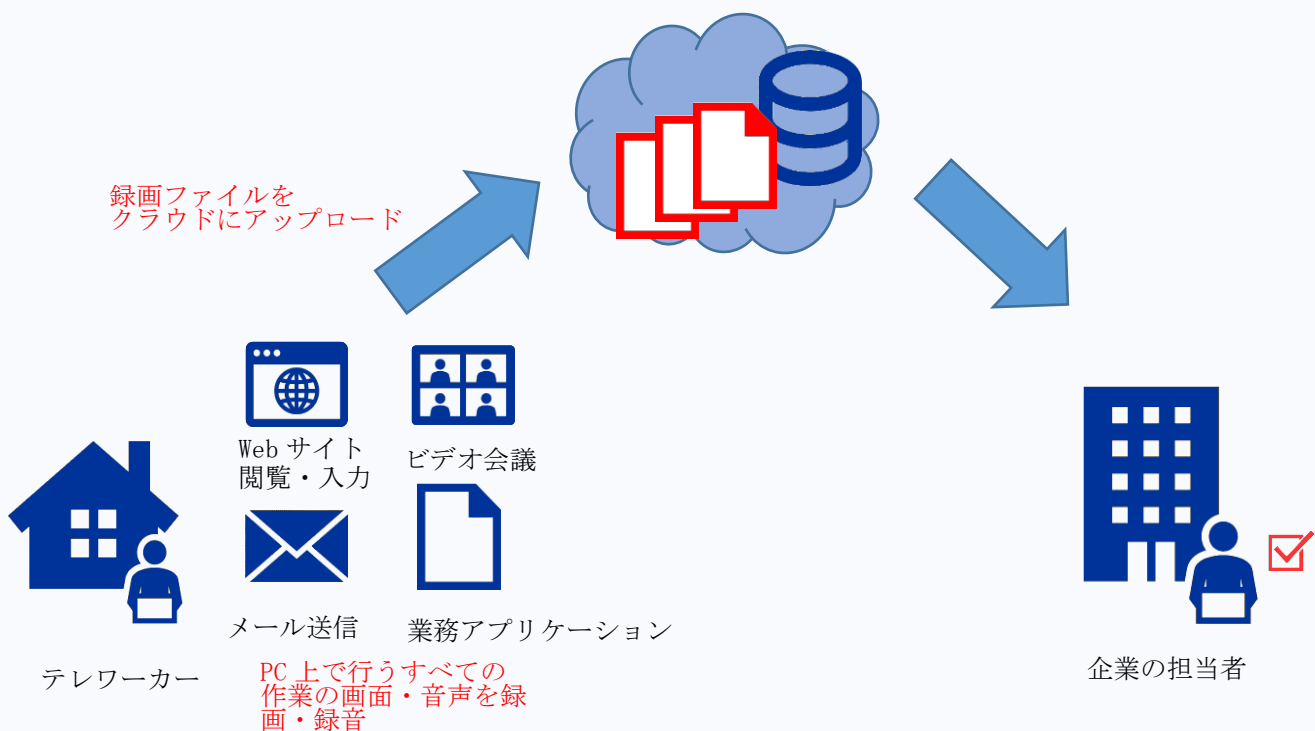 録画ファイルを
クラウドにアップロード
Web サイト
閲覧・入力
ビデオ会議
メール送信
業務アプリケーション
テレワーカー
PC 上で行うすべての
作業の画面・音声を録
画・録音
企業の担当者